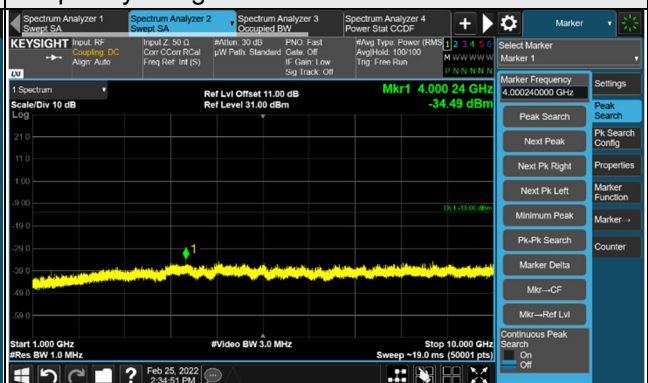 Spectrum Analyzer 1
Swept SA
Spectrum Analyzer 2
Swept SA
Spectrum Analyzer 3
Occupied BW
Spectrum Analyzer 4
Power Stat CCDF
Marker
KEYSIGHT
Input: RF
Coupling: DC
Align: Auto
Input Z: 50 Ω
Corr CCorr RCal
Freq Ref: Int (S)
#Atten: 30 dB
µW Path: Standard
PNO: Fast
Gate: Off
IF Gain: Low
Sig Track: Off
#Avg Type: Power (RMS)
Avg|Hold: 100/100
Trig: Free Run
1 2 3 4 5 6
M W W W W W
P N N N N N
LXI
Select Marker
Marker 1
1 Spectrum
Scale/Div 10 dB
Log
Ref Lvl Offset 11.00 dB
Ref Level 31.00 dBm
Mkr1 4.000 24 GHz
-34.49 dBm
21.0
11.0
1.00
-9.00
-19.0
-29.0
-39.0
-49.0
-59.0
DL1 -13.00 dBm
1
Start 1.000 GHz
#Res BW 1.0 MHz
#Video BW 3.0 MHz
Stop 10.000 GHz
Sweep ~19.0 ms (50001 pts)
Marker Frequency
4.000240000 GHz
Peak Search
Next Peak
Next Pk Right
Next Pk Left
Minimum Peak
Pk-Pk Search
Marker Delta
Mkr→CF
Mkr→Ref Lvl
Continuous Peak
Search
On
Off
Settings
Peak
Search
Pk Search
Config
Properties
Marker
Function
Marker→
Counter
Feb 25, 2022
2:34:51 PM